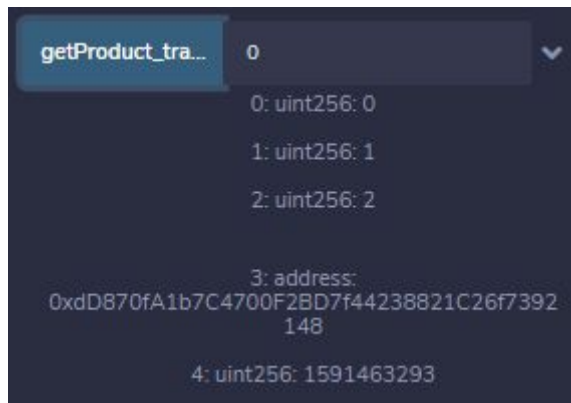 getProduct_tra... 0
0: uint256: 0
1: uint256: 1
2: uint256: 2
3: address:
0xdD870fA1b7C4700F2BD7f44238821C26f7392
148
4: uint256: 1591463293